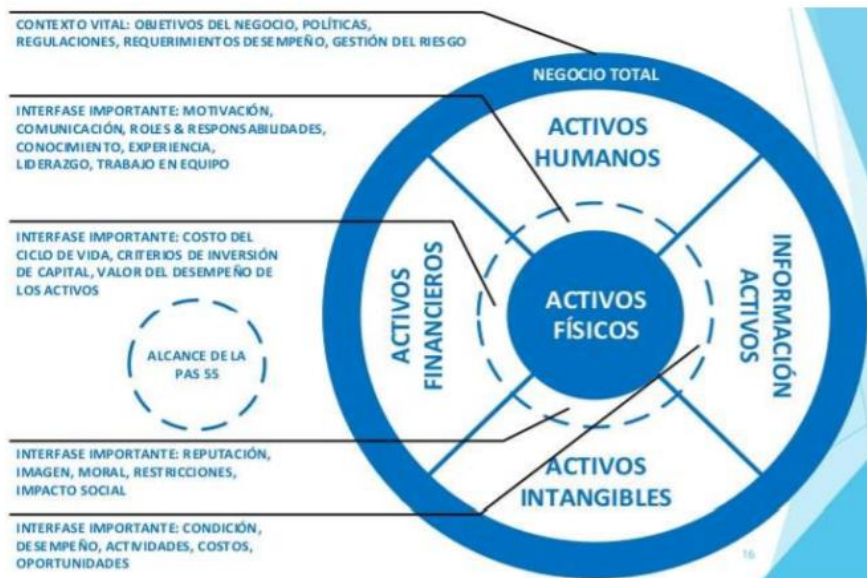 CONTEXTO VITAL: OBJETIVOS DEL NEGOCIO, POLÍTICAS,
REGULACIONES, REQUERIMIENTOS DESEMPEÑO, GESTIÓN DEL RIESGO
INTERFASE IMPORTANTE: MOTIVACIÓN,
COMUNICACIÓN, ROLES & RESPONSABILIDADES,
CONOCIMIENTO, EXPERIENCIA,
LIDERAZGO, TRABAJO EN EQUIPO
INTERFASE IMPORTANTE: COSTO DEL
CICLO DE VIDA, CRITERIOS DE INVERSIÓN
DE CAPITAL, VALOR DEL DESEMPEÑO DE
LOS ACTIVOS
ALCANCE DE LA
PAS 55
INTERFASE IMPORTANTE: REPUTACIÓN,
IMAGEN, MORAL, RESTRICCIONES,
IMPACTO SOCIAL
INTERFASE IMPORTANTE: CONDICIÓN,
DESEMPEÑO, ACTIVIDADES, COSTOS,
OPORTUNIDADES
NEGOCIO TOTAL
ACTIVOS
HUMANOS
ACTIVOS
FINANCIEROS
ACTIVOS
FÍSICOS
INFORMACIÓN
ACTIVOS
ACTIVOS
INTANGIBLES
16